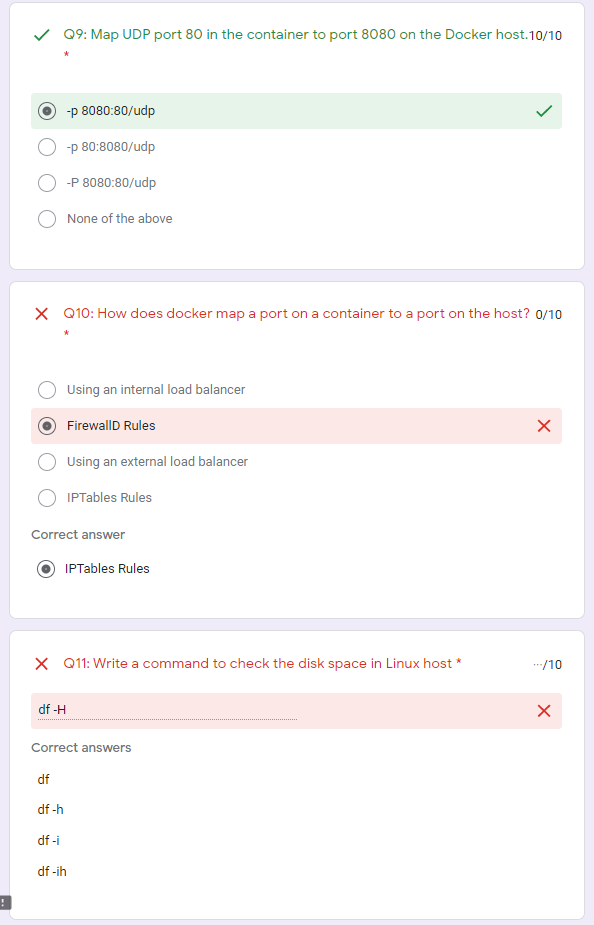 Q9: Map UDP port 80 in the container to port 8080 on the Docker host. 10/10
*
-p 8080:80/udp
-p 80:8080/udp
-P 8080:80/udp
None of the above
Q10: How does docker map a port on a container to a port on the host? 0/10
*
Using an internal load balancer
FirewallD Rules
Using an external load balancer
IPTables Rules
Correct answer
IPTables Rules
Q11: Write a command to check the disk space in Linux host * ···/10
df -H
Correct answers
df
df -h
df -i
df -ih
!